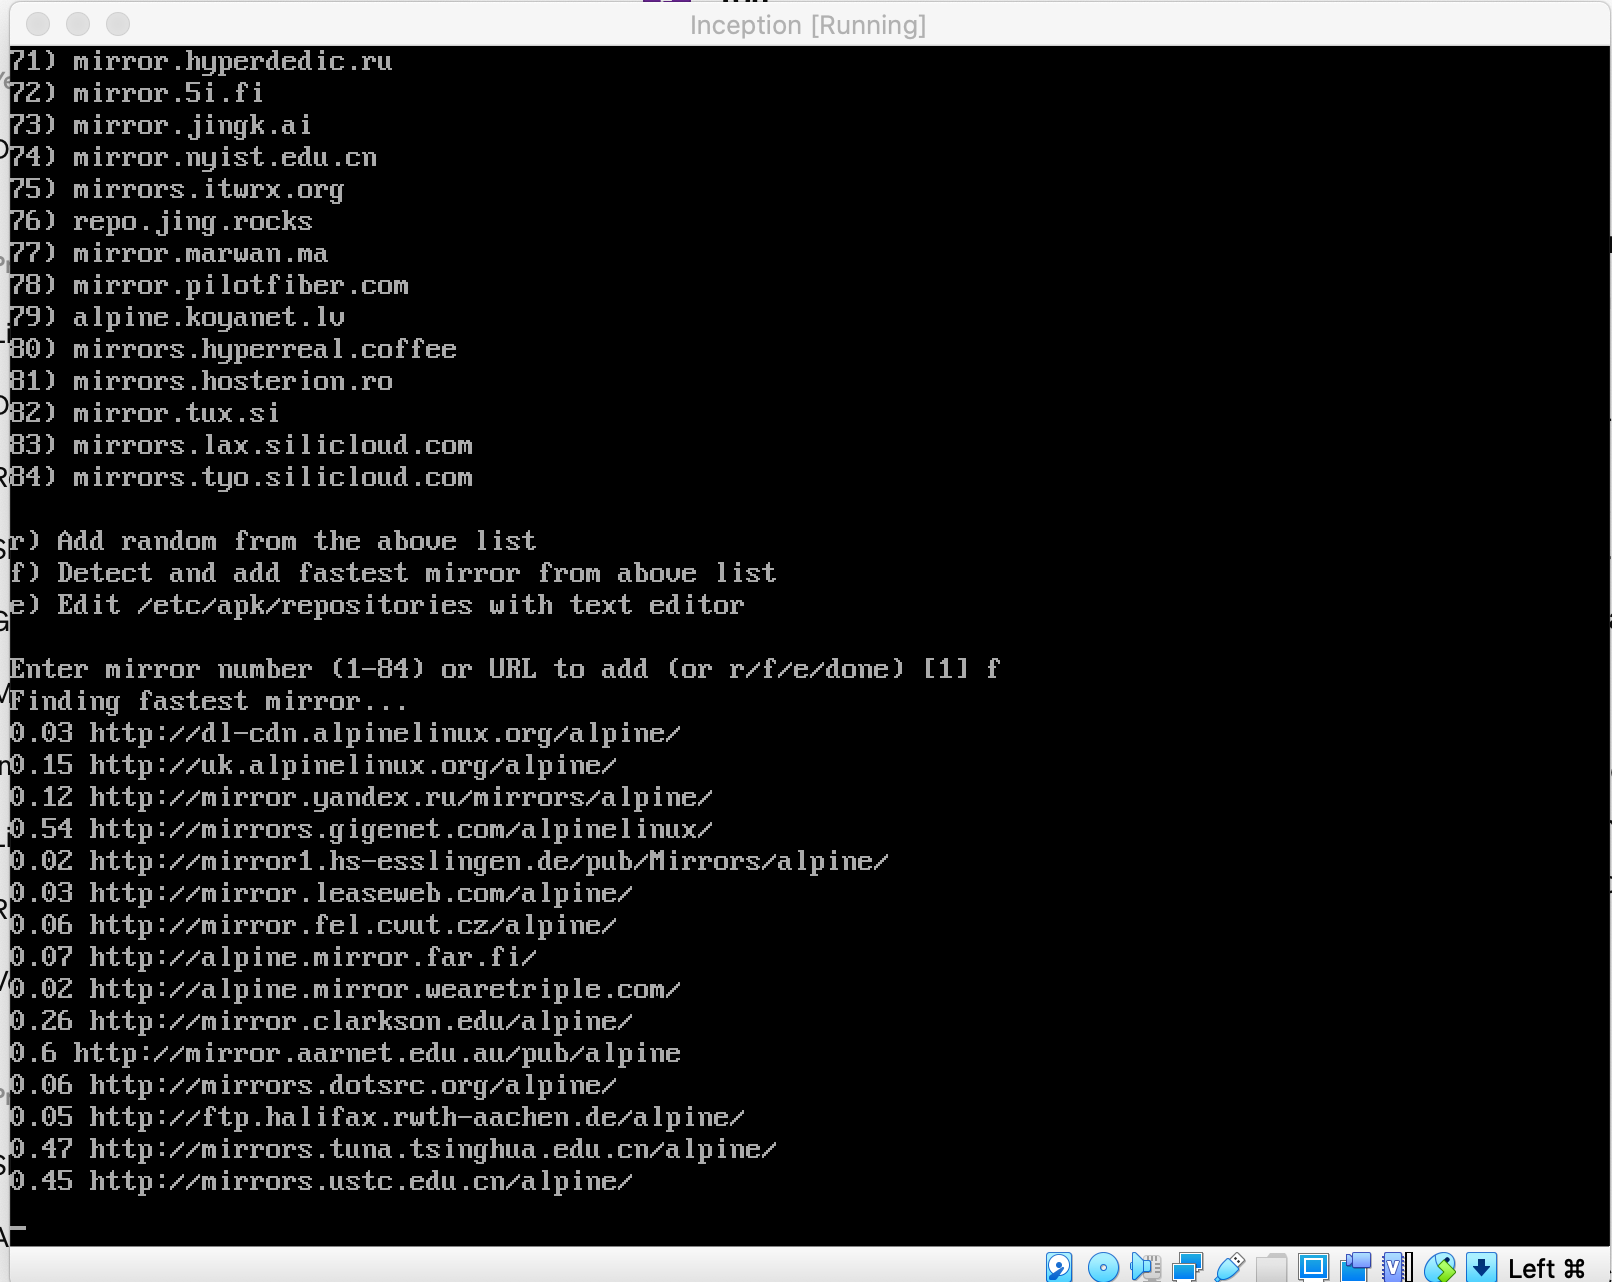 Inception [Running]
71) mirror.hyperdedic.ru
72) mirror.5i.fi
73) mirror.jingk.ai
74) mirror.nyist.edu.cn
75) mirrors.itwrx.org
76) repo.jing.rocks
77) mirror.marwan.ma
78) mirror.pilotfiber.com
79) alpine.koyanet.lv
80) mirrors.hyperreal.coffee
81) mirrors.hosterion.ro
82) mirror.tux.si
83) mirrors.lax.silicloud.com
84) mirrors.tyo.silicloud.com
r) Add random from the above list
f) Detect and add fastest mirror from above list
e) Edit /etc/apk/repositories with text editor
Enter mirror number (1-84) or URL to add (or r/f/e/done) [1] f
Finding fastest mirror...
0.03 http://dl-cdn.alpinelinux.org/alpine/
0.15 http://uk.alpinelinux.org/alpine/
0.12 http://mirror.yandex.ru/mirrors/alpine/
0.54 http://mirrors.gigenet.com/alpinelinux/
0.02 http://mirror1.hs-esslingen.de/pub/Mirrors/alpine/
0.03 http://mirror.leaseweb.com/alpine/
0.06 http://mirror.fel.cvut.cz/alpine/
0.07 http://alpine.mirror.far.fi/
0.02 http://alpine.mirror.wearetriple.com/
0.26 http://mirror.clarkson.edu/alpine/
0.6 http://mirror.aarnet.edu.au/pub/alpine
0.06 http://mirrors.dotsrc.org/alpine/
0.05 http://ftp.halifax.rwth-aachen.de/alpine/
0.47 http://mirrors.tuna.tsinghua.edu.cn/alpine/
0.45 http://mirrors.ustc.edu.cn/alpine/
Left ⌘